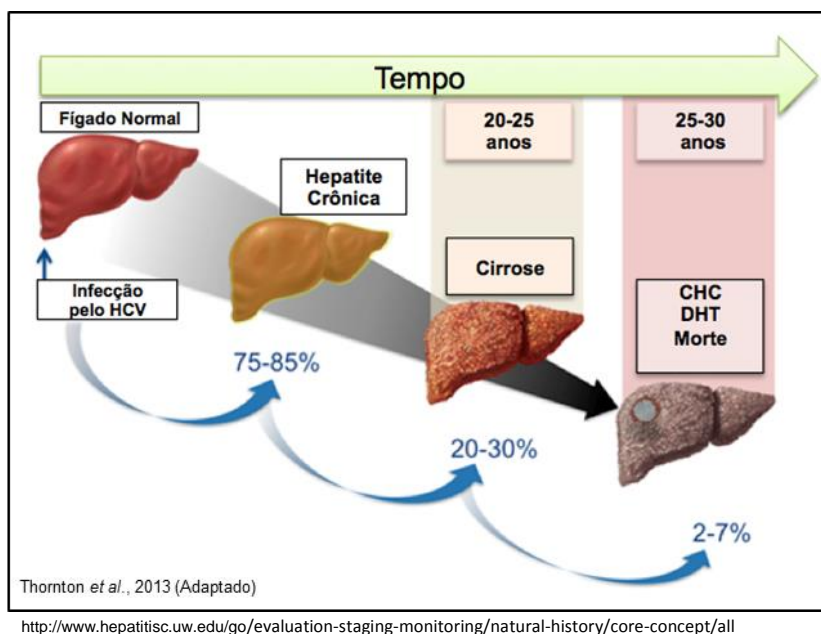 Tempo
Fígado Normal
20-25
anos
25-30
anos
Hepatite
Crônica
Cirrose
Infecção
pelo HCV
CHC
DHT
Morte
75-85%
20-30%
2-7%
Thornton et al., 2013 (Adaptado)
http://www.hepatitisc.uw.edu/go/evaluation-staging-monitoring/natural-history/core-concept/all